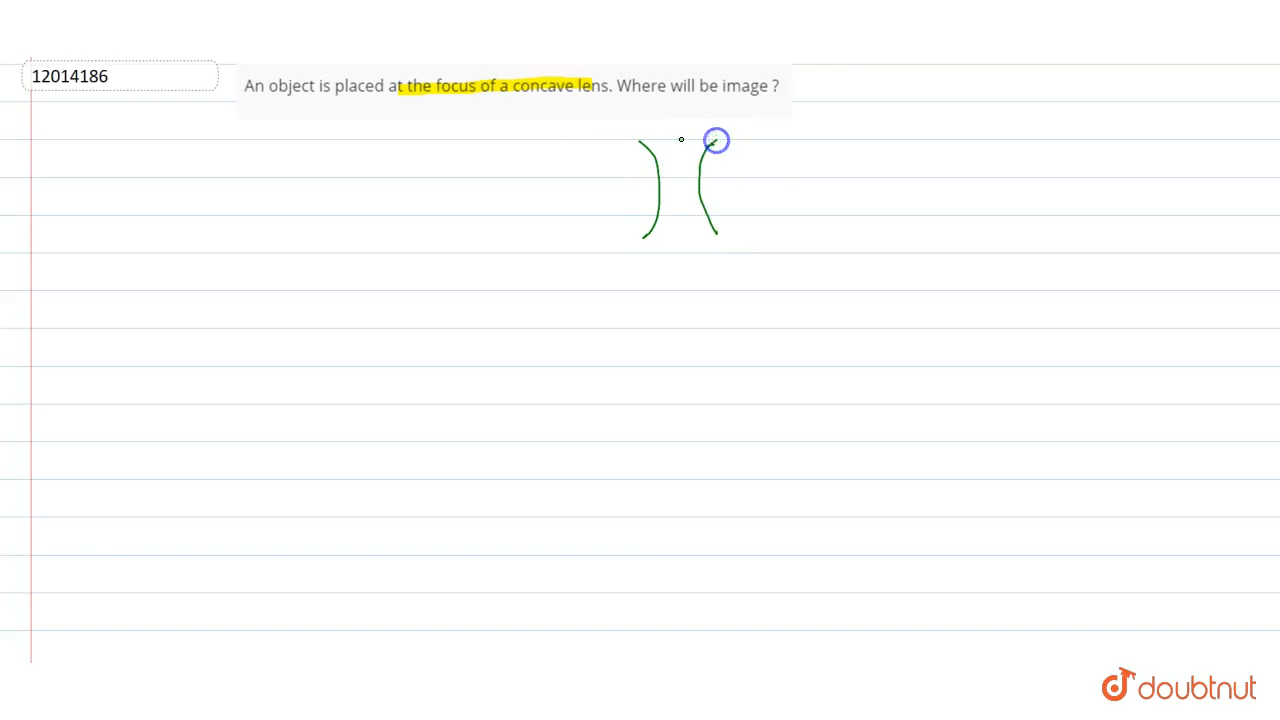 12014186
An object is placed at the focus of a concave lens. Where will be image ?
doubtnut